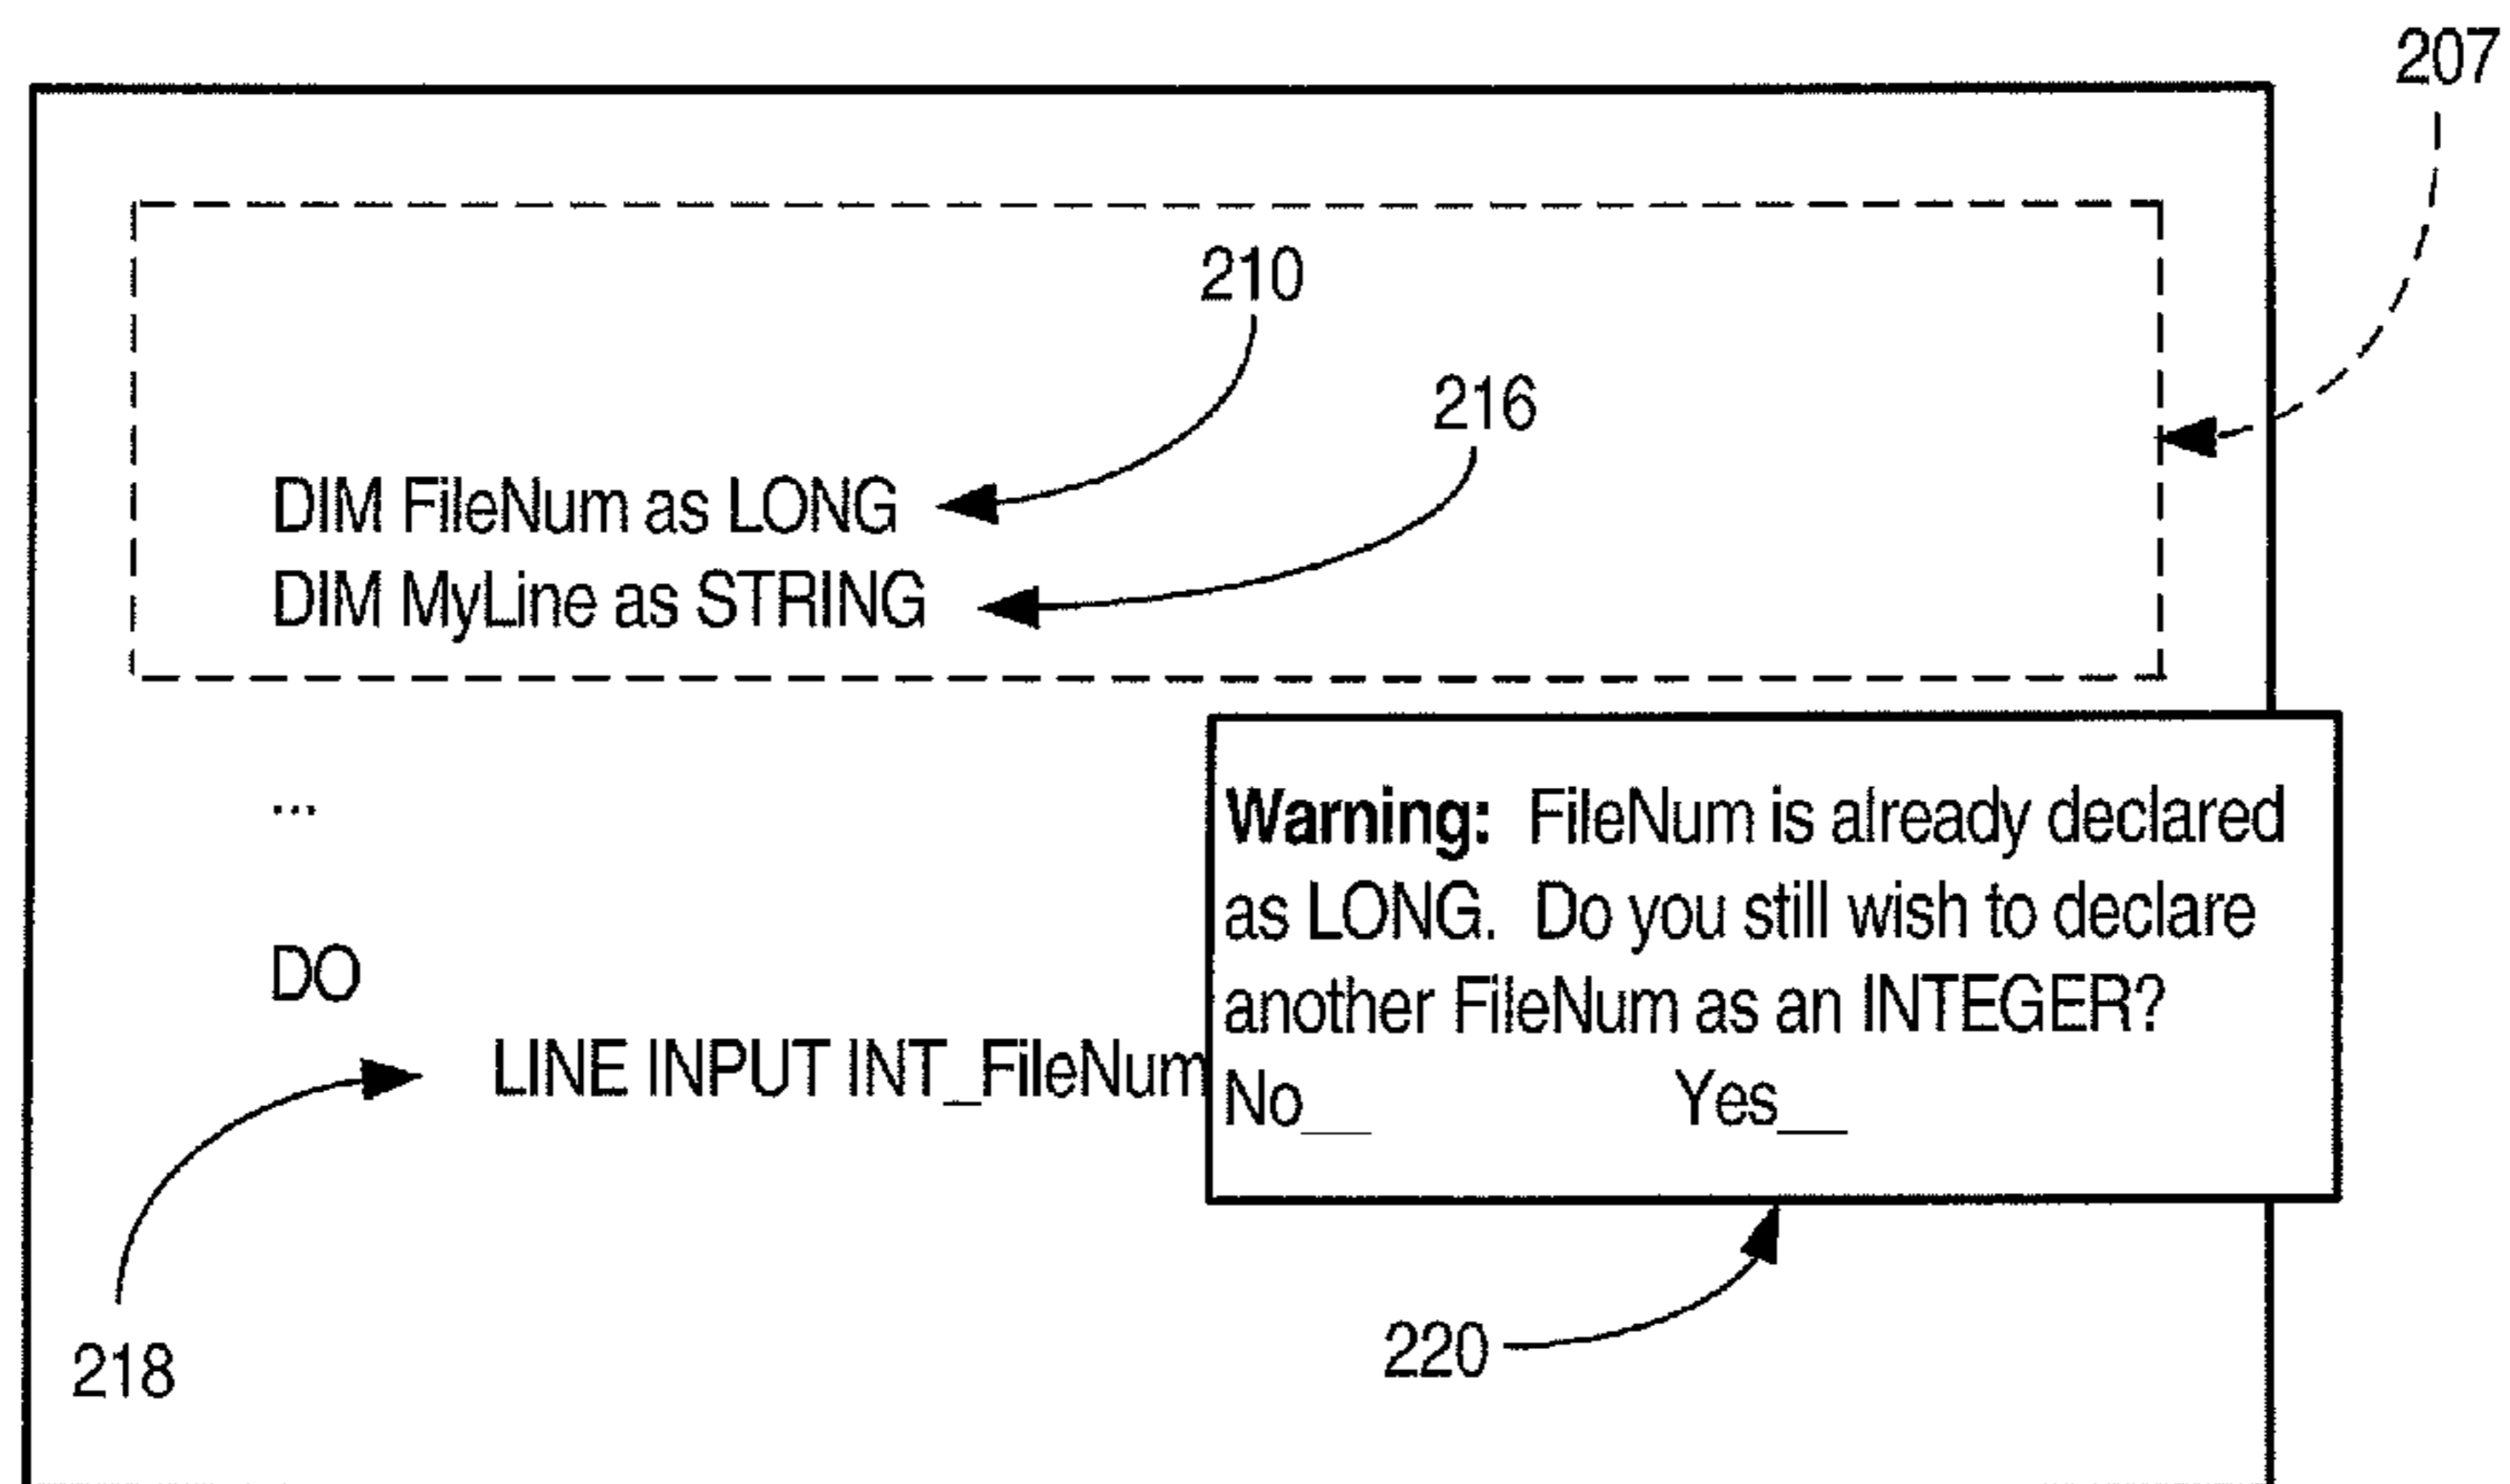 207
210
216
DIM FileNum as LONG
DIM MyLine as STRING
...
Warning: FileNum is already declared
as LONG. Do you still wish to declare
another FileNum as an INTEGER?
No__ Yes__
DO
LINE INPUT INT_FileNum
218
220